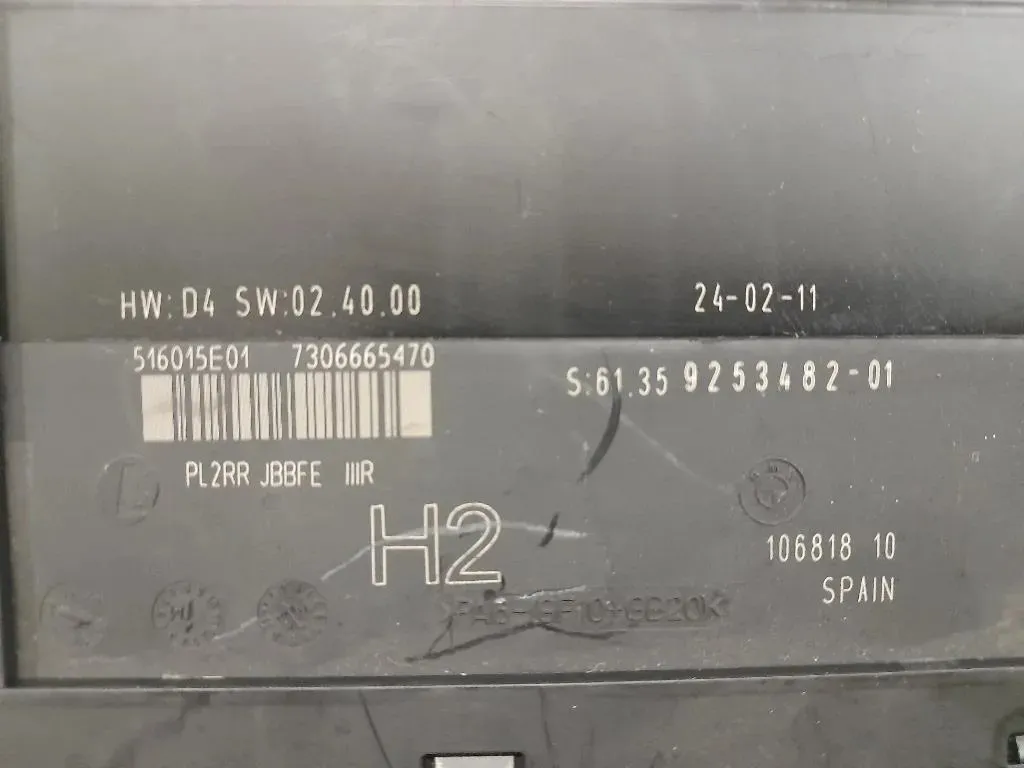 HW: D4 SW:02.40.00
24-02-11
516015E01 7306665470
S:61.35 9253482-01
PL2RR JBBFE IIIR
H2
106818 10
SPAIN